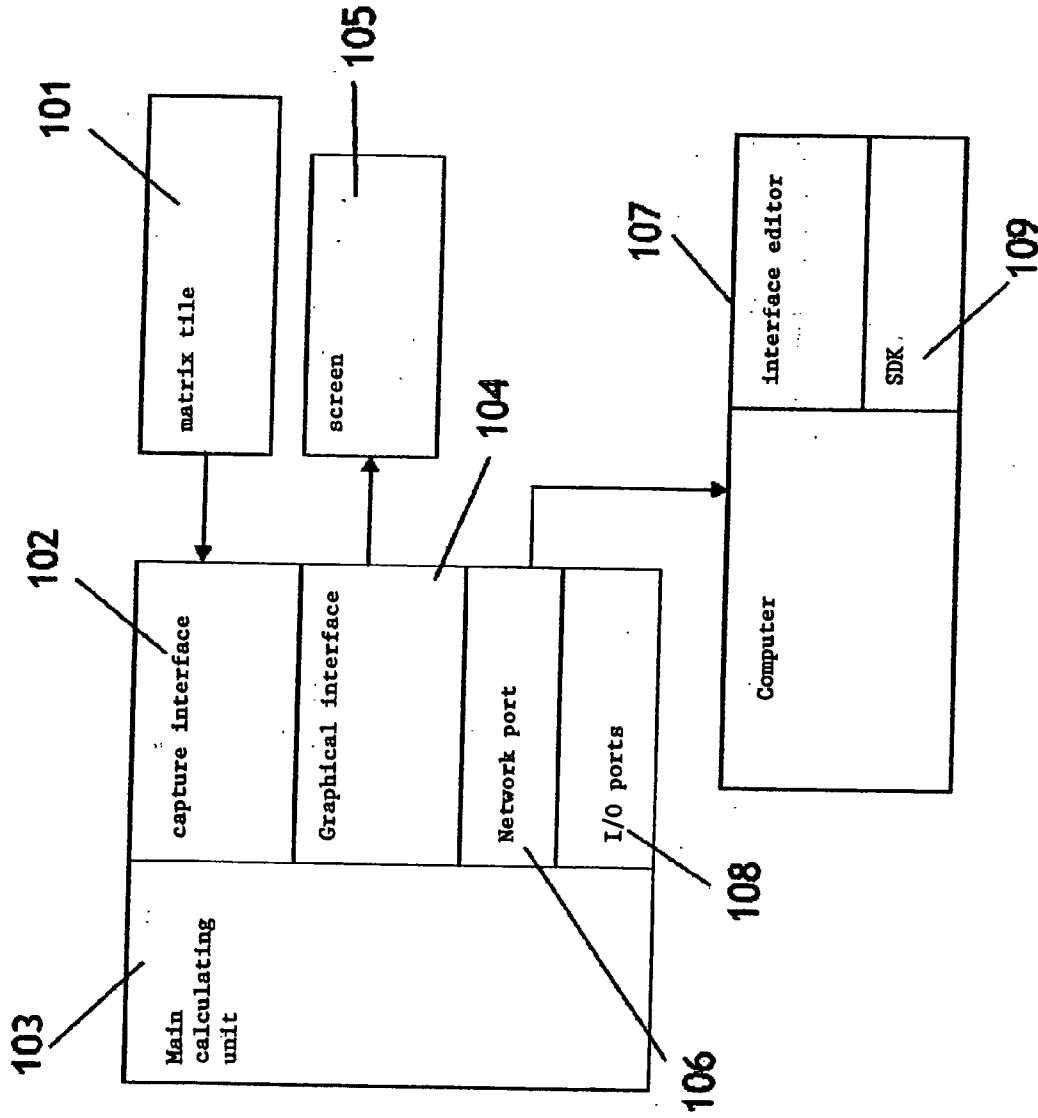 103
Main
calculating
unit
102
capture interface
101
matrix tile
Graphical interface
104
screen
105
Network port
106
I/O ports
108
Computer
107
interface editor
SDK
109